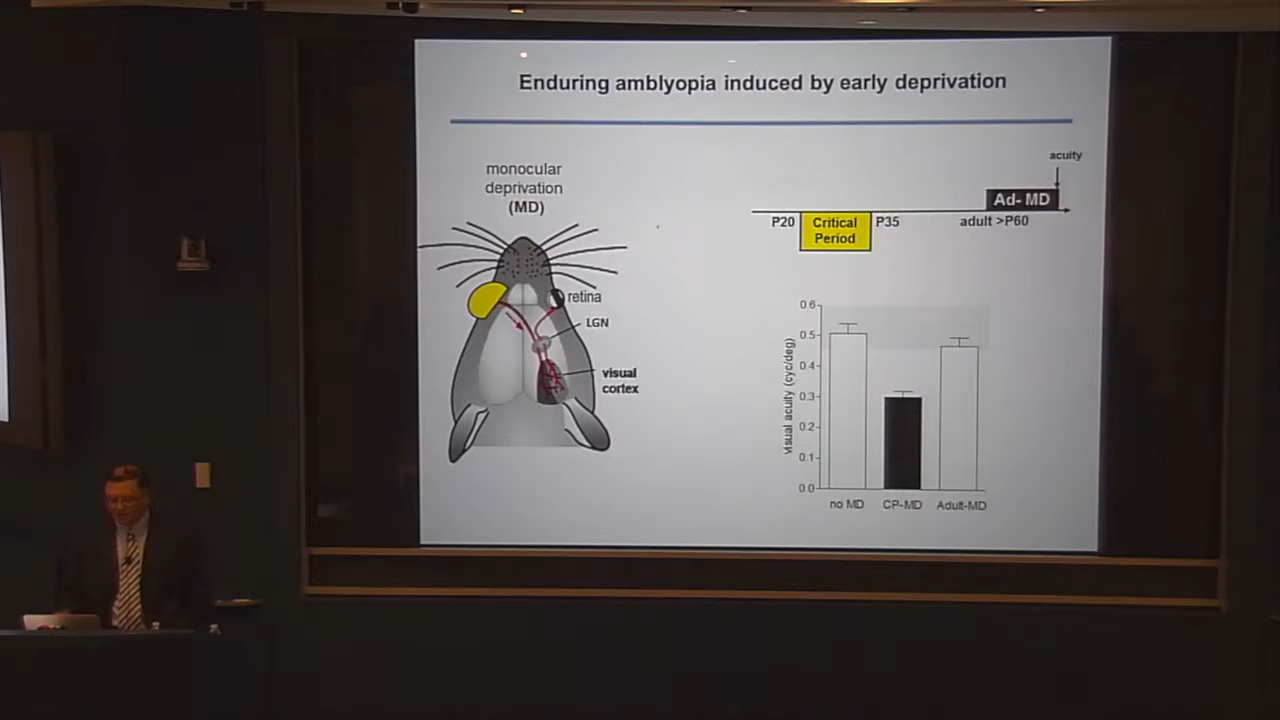 Enduring amblyopia induced by early deprivation
monocular
deprivation
(MD)
retina
LGN
visual
cortex
acuity
Ad- MD
P20
Critical
Period
P35
adult >P60
visual acuity (cyc/deg)
0.6
0.5
0.4
0.3
0.2
0.1
0.0
no MD
CP-MD
Adult-MD